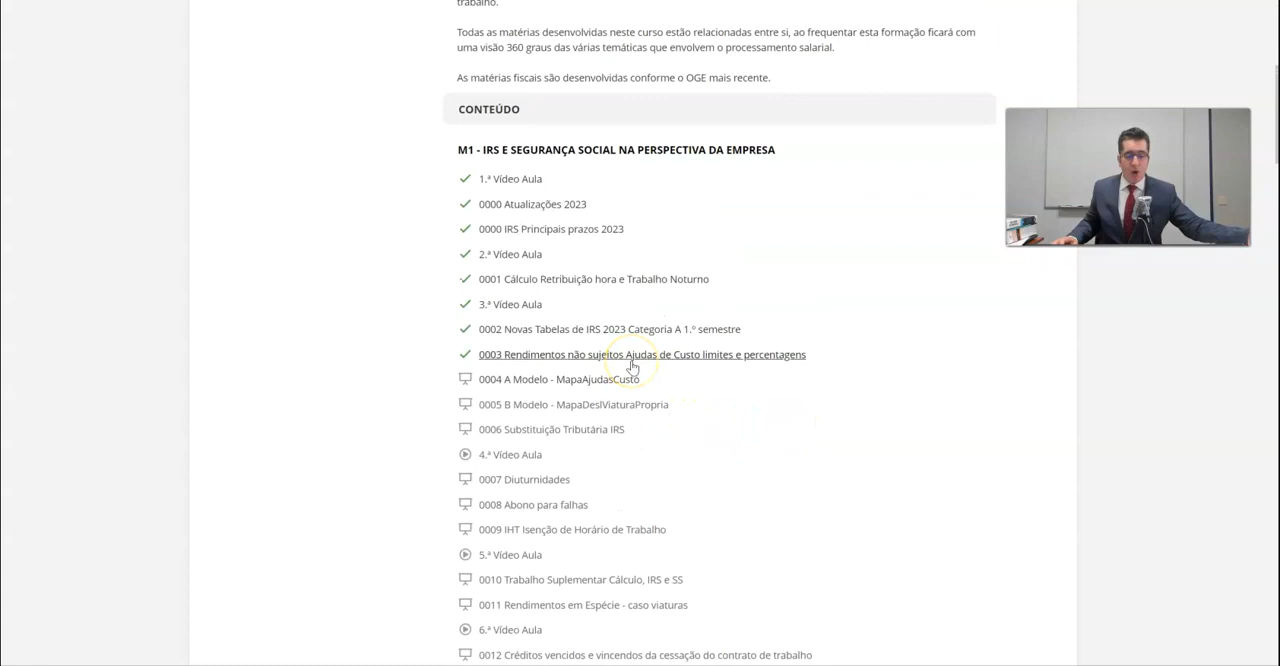 trabalho.
Todas as matérias desenvolvidas neste curso estão relacionadas entre si, ao frequentar esta formação ficará com
uma visão 360 graus das várias temáticas que envolvem o processamento salarial.
As matérias fiscais são desenvolvidas conforme o OGE mais recente.
CONTEÚDO
M1 - IRS E SEGURANÇA SOCIAL NA PERSPECTIVA DA EMPRESA
1.ª Vídeo Aula
0000 Atualizações 2023
0000 IRS Principais prazos 2023
2.ª Vídeo Aula
0001 Cálculo Retribuição hora e Trabalho Noturno
3.ª Vídeo Aula
0002 Novas Tabelas de IRS 2023 Categoria A 1.º semestre
0003 Rendimentos não sujeitos Ajudas de Custo limites e percentagens
0004 A Modelo - MapaAjudasCusto
0005 B Modelo - MapaDeslViaturaPropria
0006 Substituição Tributária IRS
4.ª Vídeo Aula
0007 Diuturnidades
0008 Abono para falhas
0009 IHT Isenção de Horário de Trabalho
5.ª Vídeo Aula
0010 Trabalho Suplementar Cálculo, IRS e SS
0011 Rendimentos em Espécie - caso viaturas
6.ª Vídeo Aula
0012 Créditos vencidos e vincendos da cessação do contrato de trabalho